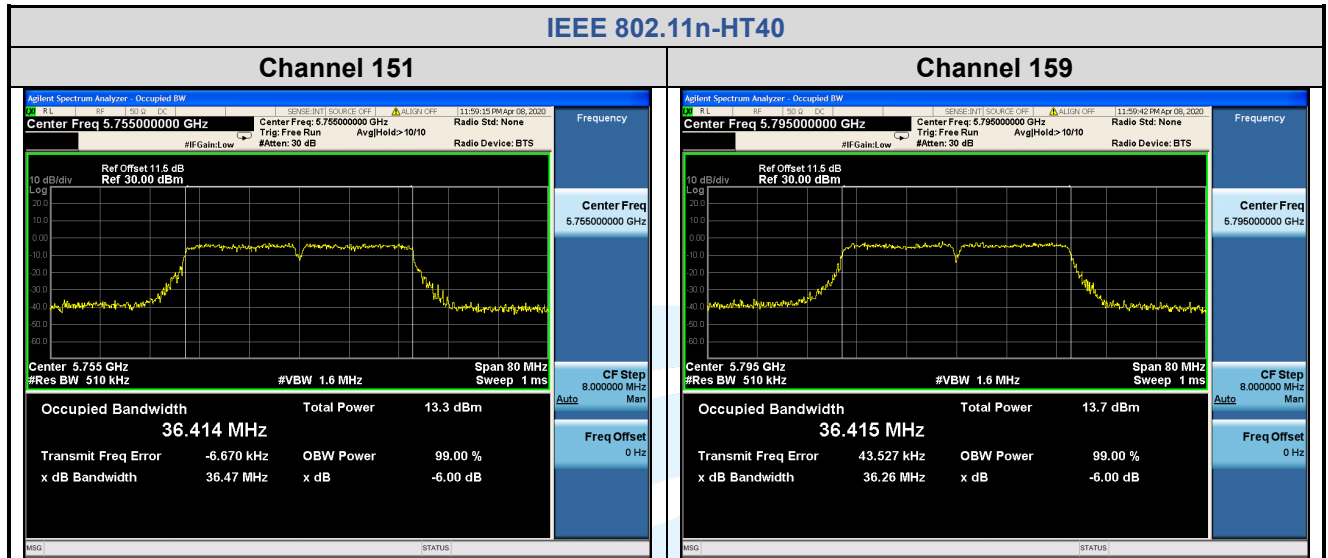 IEEE 802.11n-HT40
Channel 151
Agilent Spectrum Analyzer - Occupied BW
RL RF 50 Ω DC SENSE:INT SOURCE OFF ALIGN OFF 11:59:15 PM Apr 08, 2020
Center Freq 5.755000000 GHz
Center Freq: 5.755000000 GHz
Radio Std: None
Trig: Free Run Avg|Hold:> 10/10
#IFGain:Low
#Atten: 30 dB
Radio Device: BTS
Ref Offset 11.5 dB
10 dB/div Ref 30.00 dBm
Log
20.0
10.0
0.00
-10.0
-20.0
-30.0
-40.0
-50.0
-60.0
Center 5.755 GHz Span 80 MHz
#Res BW 510 kHz #VBW 1.6 MHz Sweep 1 ms
Occupied Bandwidth Total Power 13.3 dBm
36.414 MHz
Transmit Freq Error -6.670 kHz OBW Power 99.00 %
x dB Bandwidth 36.47 MHz x dB -6.00 dB
MSG STATUS
Frequency
Center Freq
5.755000000 GHz
CF Step
8.000000 MHz
Auto Man
Freq Offset
0 Hz
Channel 159
Agilent Spectrum Analyzer - Occupied BW
RL RF 50 Ω DC SENSE:INT SOURCE OFF ALIGN OFF 11:59:42 PM Apr 08, 2020
Center Freq 5.795000000 GHz
Center Freq: 5.795000000 GHz
Radio Std: None
Trig: Free Run Avg|Hold:> 10/10
#IFGain:Low
#Atten: 30 dB
Radio Device: BTS
Ref Offset 11.5 dB
10 dB/div Ref 30.00 dBm
Log
20.0
10.0
0.00
-10.0
-20.0
-30.0
-40.0
-50.0
-60.0
Center 5.795 GHz Span 80 MHz
#Res BW 510 kHz #VBW 1.6 MHz Sweep 1 ms
Occupied Bandwidth Total Power 13.7 dBm
36.415 MHz
Transmit Freq Error 43.527 kHz OBW Power 99.00 %
x dB Bandwidth 36.26 MHz x dB -6.00 dB
MSG STATUS
Frequency
Center Freq
5.795000000 GHz
CF Step
8.000000 MHz
Auto Man
Freq Offset
0 Hz